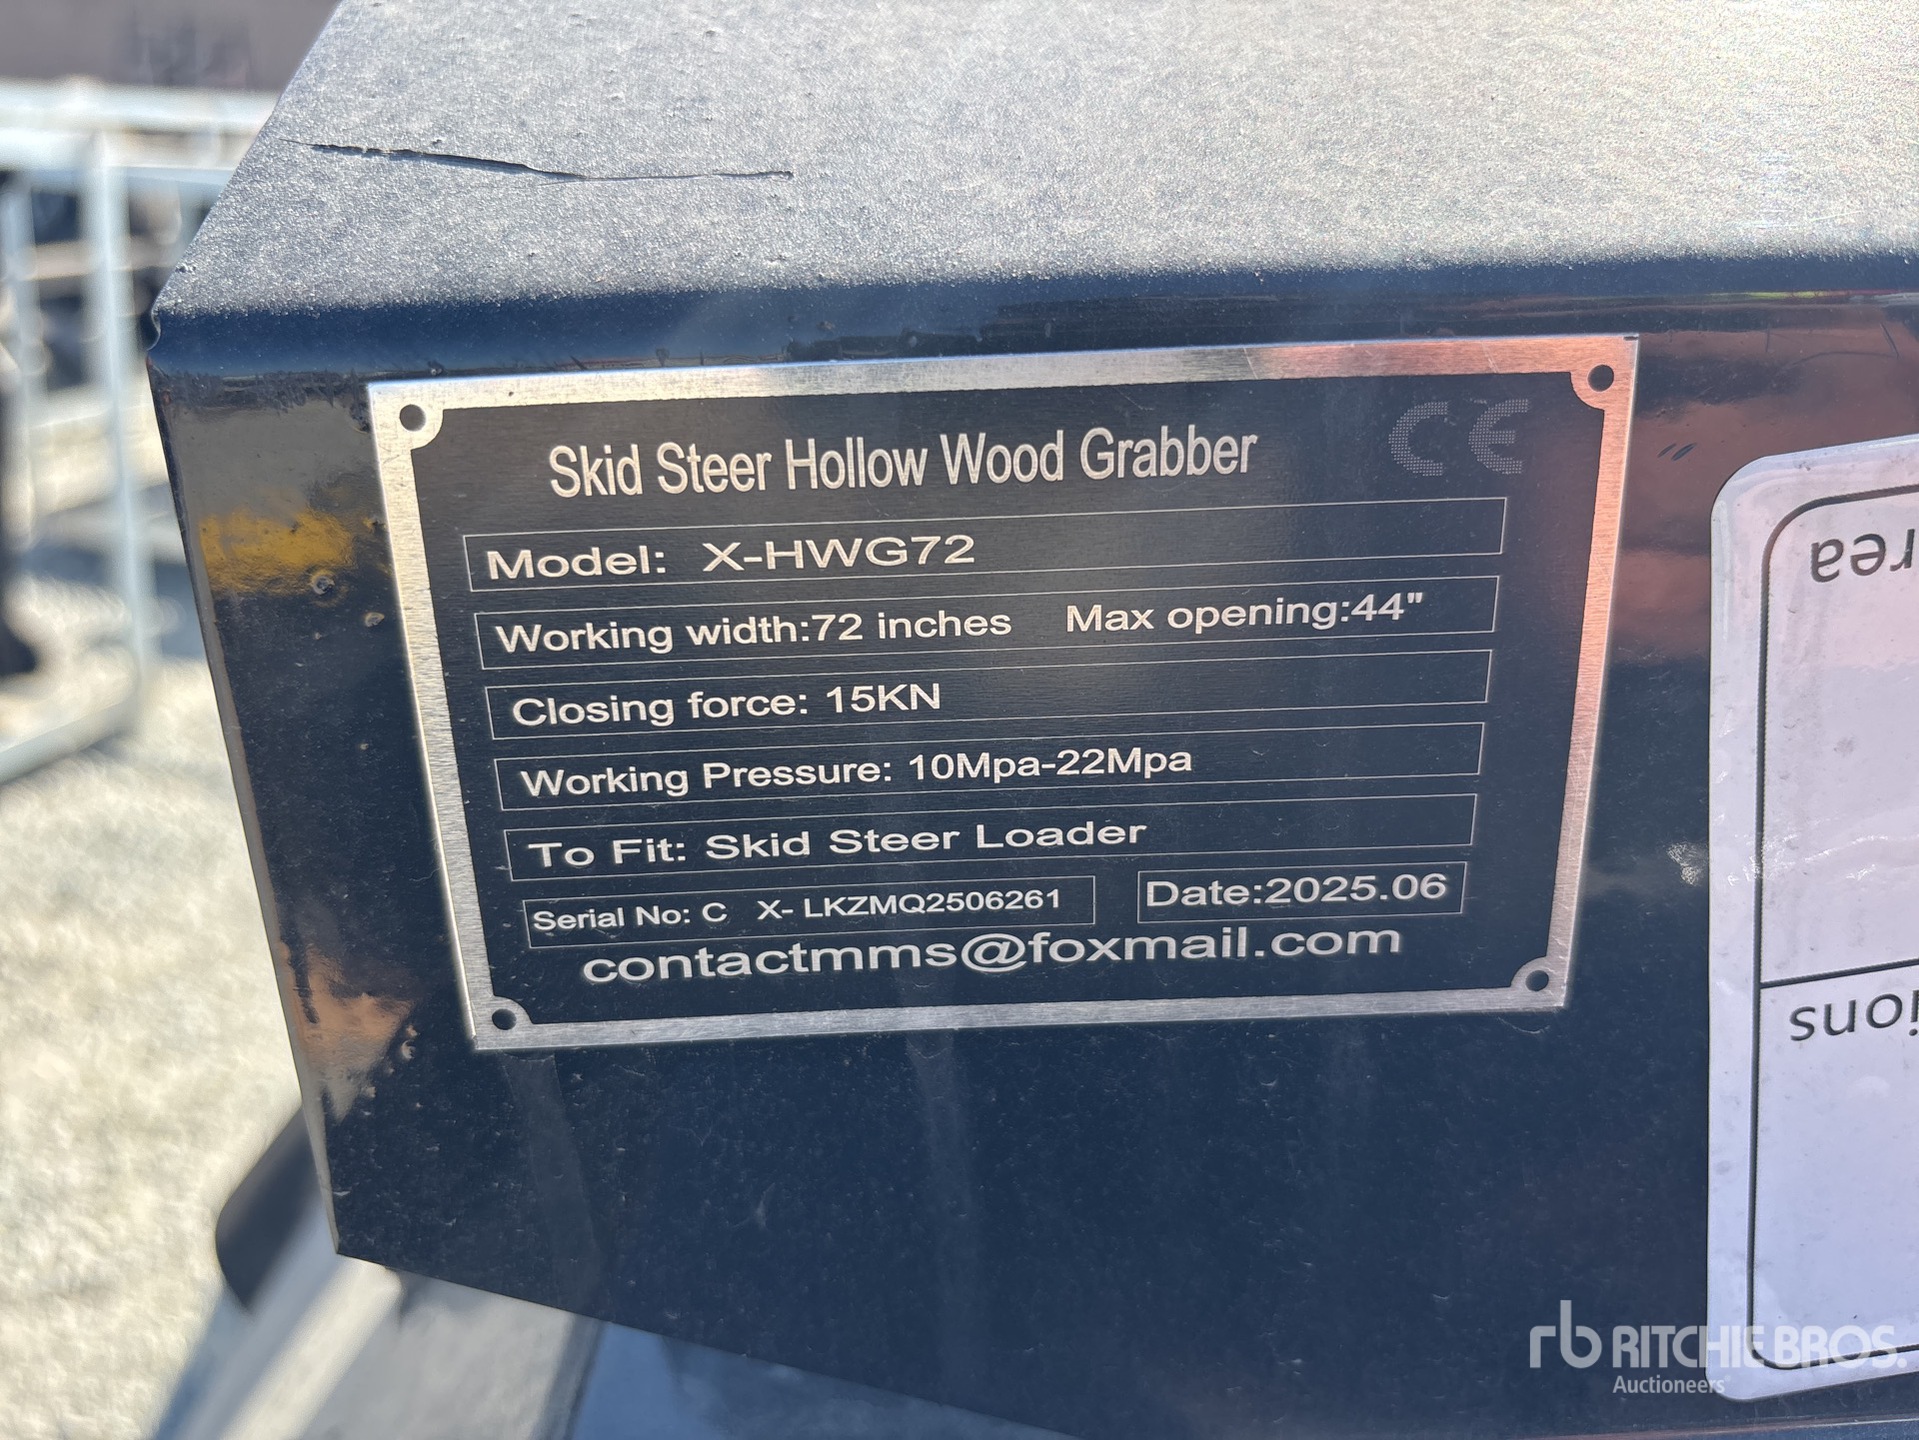 Skid Steer Hollow Wood Grabber CE
Model: X-HWG72
Working width:72 inches Max opening:44"
Closing force: 15KN
Working Pressure: 10Mpa-22Mpa
To Fit: Skid Steer Loader
Serial No: C X- LKZMQ2506261 Date:2025.06
contactmms@foxmail.com
rea
ions
rb RITCHIE BROS.
Auctioneers